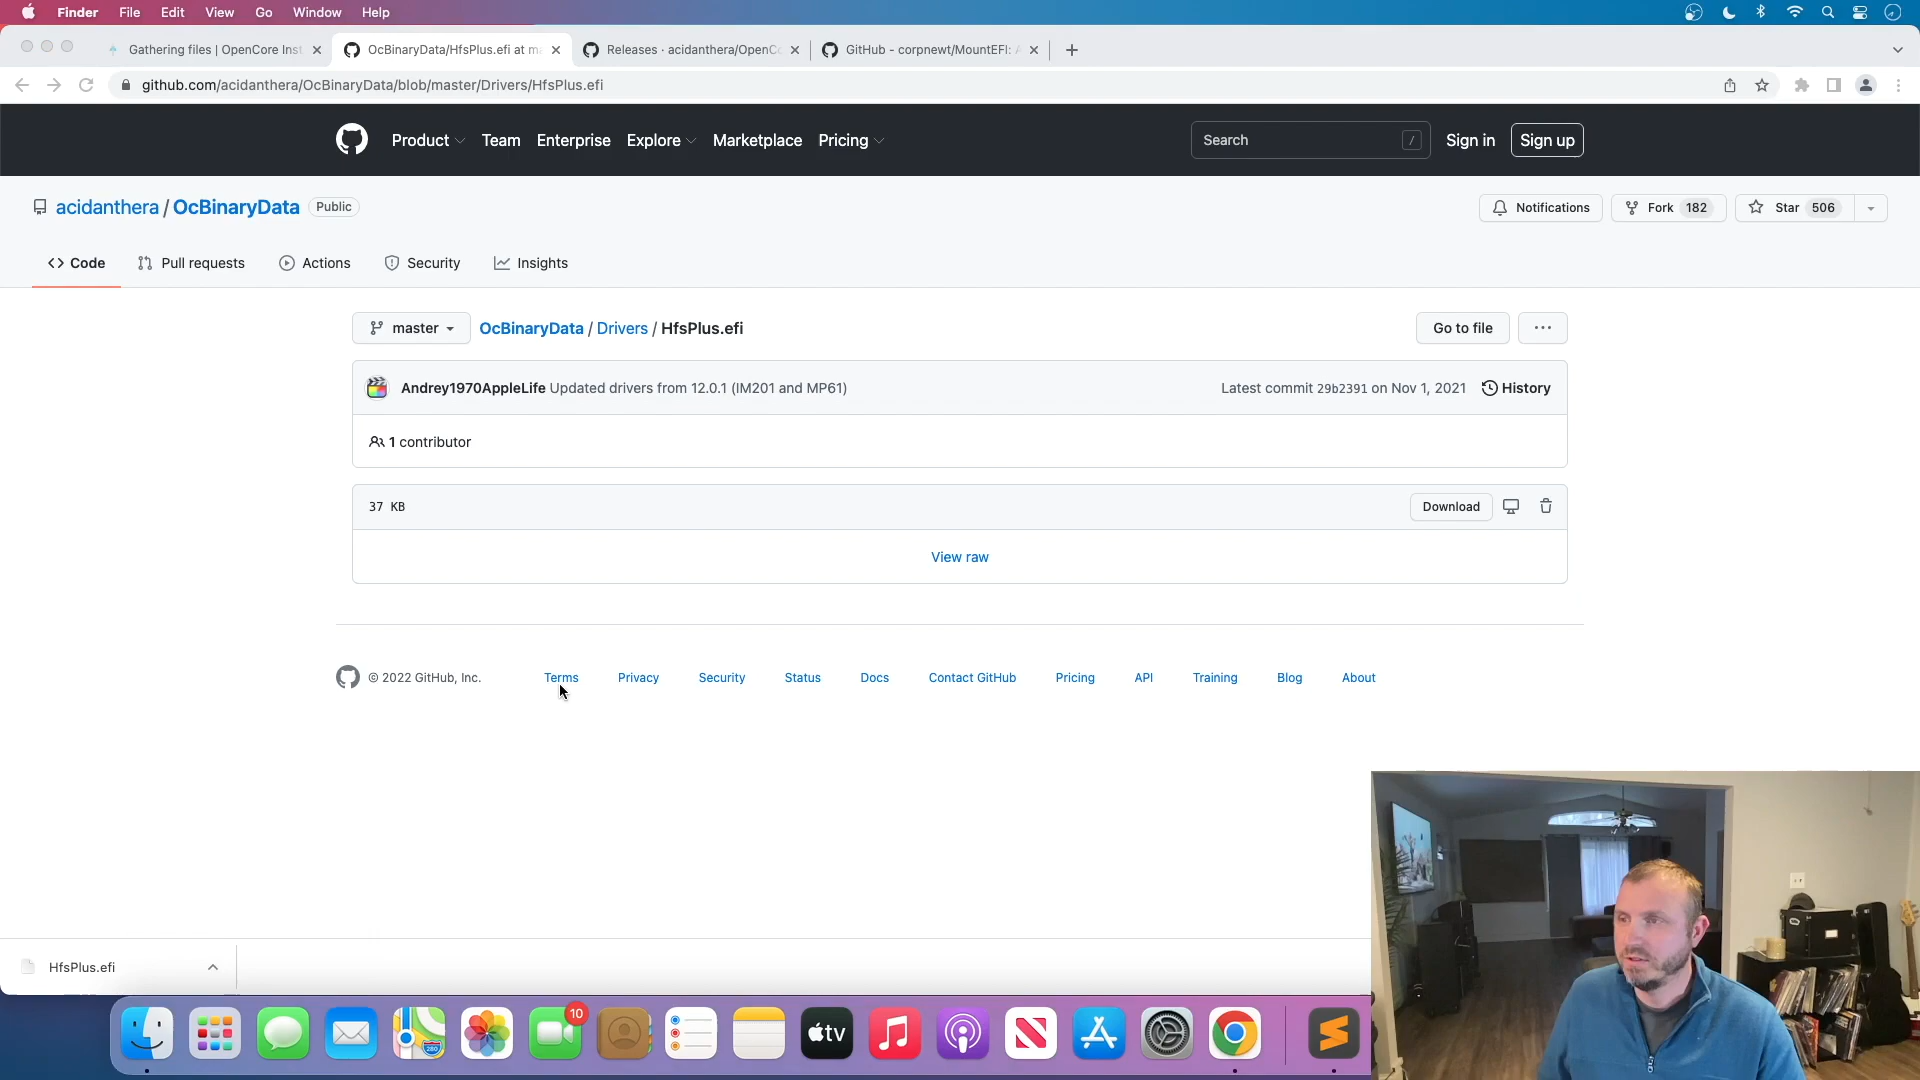 Finder File Edit View Go Window Help
Gathering files | OpenCore Inst
OcBinaryData/HfsPlus.efi at m
Releases · acidanthera/OpenC
GitHub - corpnewt/MountEFI: A
github.com/acidanthera/OcBinaryData/blob/master/Drivers/HfsPlus.efi
Product Team Enterprise Explore Marketplace Pricing
Search /
Sign in
Sign up
acidanthera / OcBinaryData Public
Notifications
Fork 182
Star 506
Code
Pull requests
Actions
Security
Insights
master
OcBinaryData / Drivers / HfsPlus.efi
Go to file
Andrey1970AppleLife Updated drivers from 12.0.1 (IM201 and MP61)
Latest commit 29b2391 on Nov 1, 2021
History
1 contributor
37 KB
Download
View raw
© 2022 GitHub, Inc.
Terms
Privacy
Security
Status
Docs
Contact GitHub
Pricing
API
Training
Blog
About
HfsPlus.efi
10
280
tv